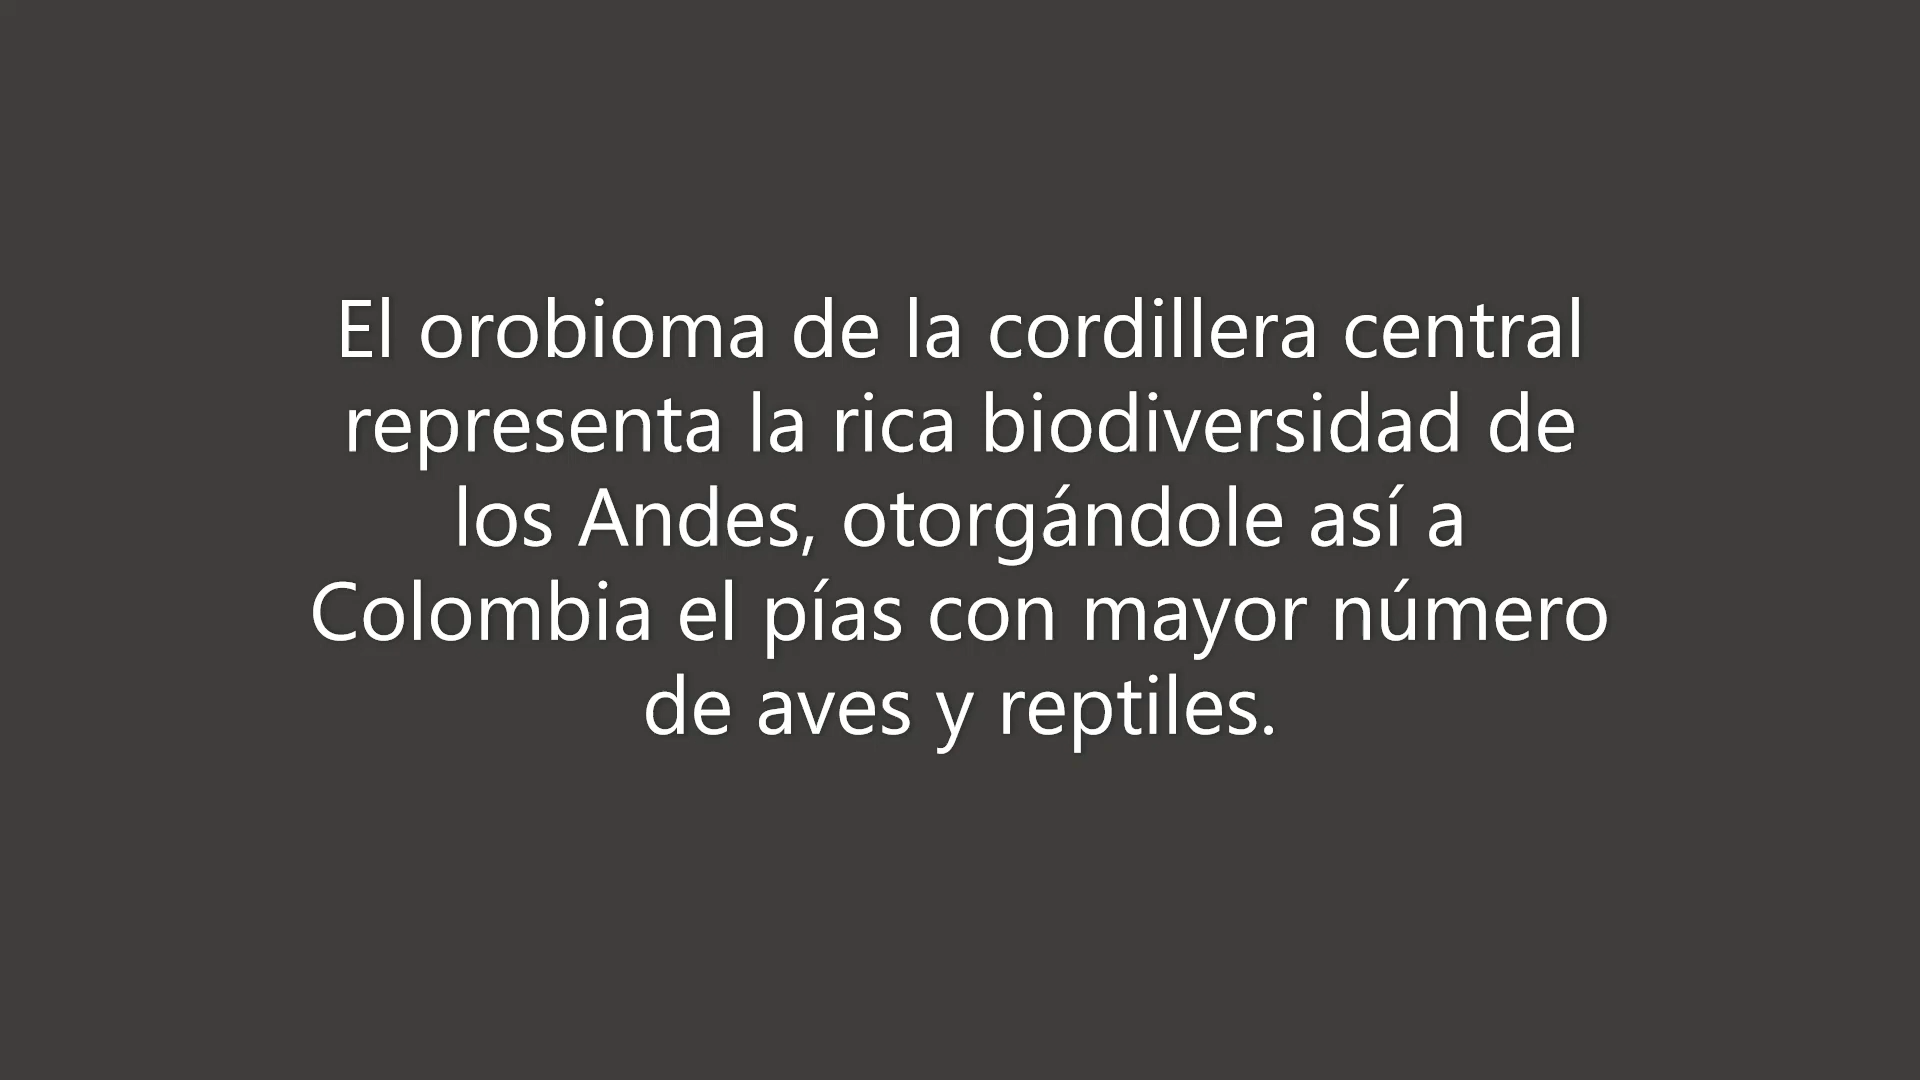 El orobioma de la cordillera central
representa la rica biodiversidad de
los Andes, otorgándole así a
Colombia el pías con mayor número
de aves y reptiles.